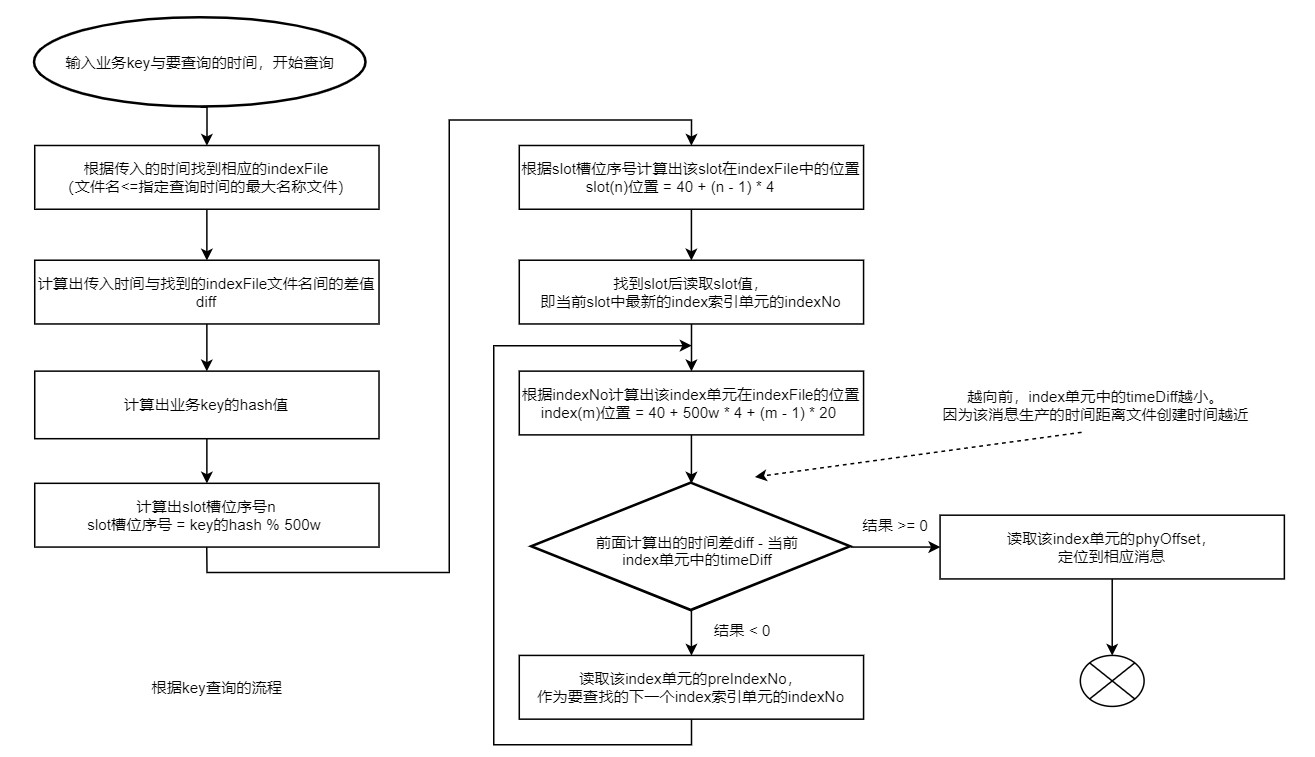 输入业务key与要查询的时间，开始查询
根据传入的时间找到相应的indexFile
(文件名<=指定查询时间的最大名称文件)
计算出传入时间与找到的indexFile文件名间的差值
diff
计算出业务key的hash值
计算出slot槽位序号n
slot槽位序号 = key的hash % 500w
根据key查询的流程
根据slot槽位序号计算出该slot在indexFile中的位置
slot(n)位置 = 40 + (n - 1) * 4
找到slot后读取slot值，
即当前slot中最新的index索引单元的indexNo
根据indexNo计算出该index单元在indexFile的位置
index(m)位置 = 40 + 500w * 4 + (m - 1) * 20
越向前，index单元中的timeDiff越小。
因为该消息生产的时间距离文件创建时间越近
前面计算出的时间差diff - 当前
index单元中的timeDiff
结果 >= 0
读取该index单元的phyOffset，
定位到相应消息
结果 < 0
读取该index单元的preIndexNo，
作为要查找的下一个index索引单元的indexNo